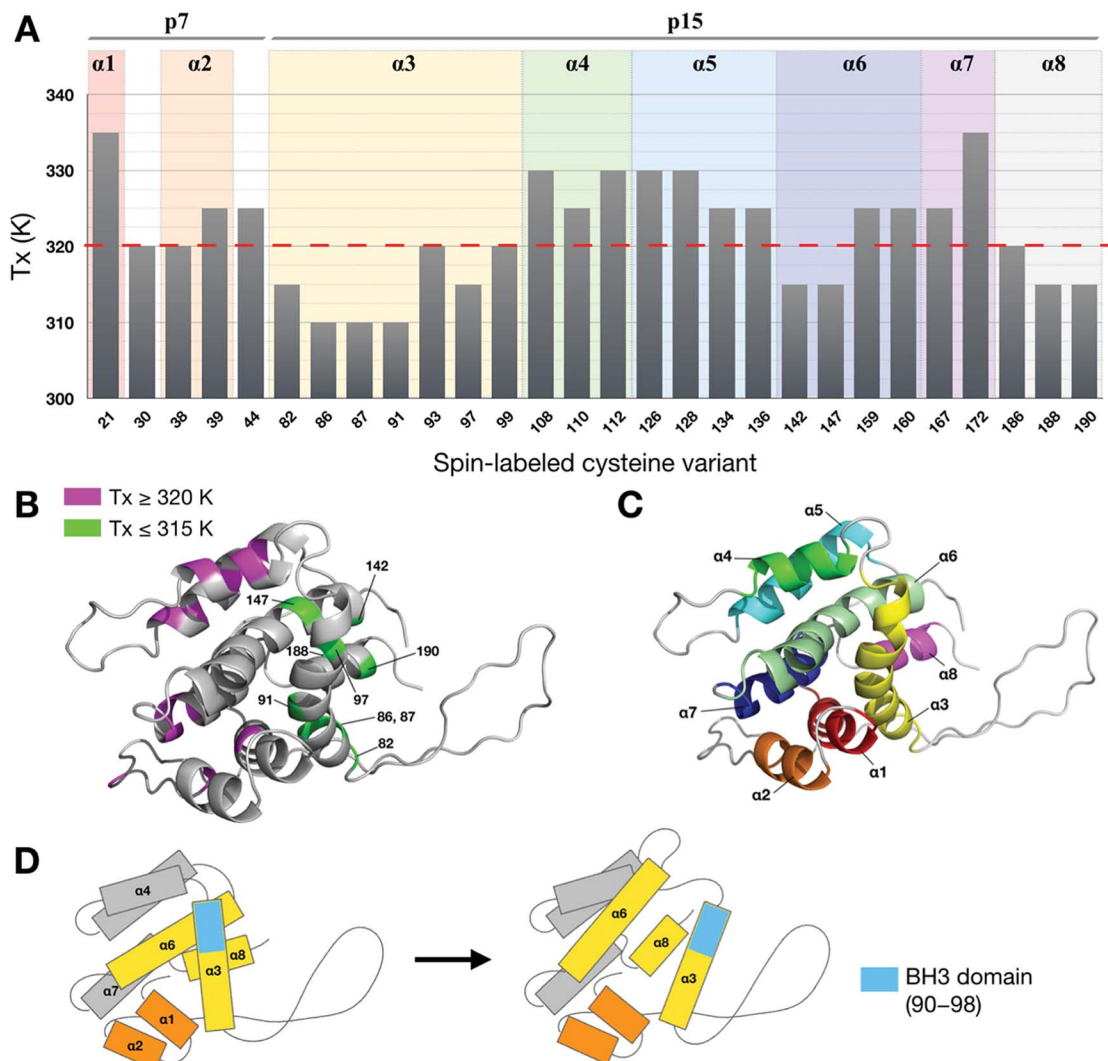 A
p7 p15
α1 α2 α3 α4 α5 α6 α7 α8
340
330
320
310
300
Tx (K)
21 30 38 39 44 82 86 87 91 93 97 99 108 110 112 126 128 134 136 142 147 159 160 167 172 186 188 190
Spin-labeled cysteine variant
B
Tx ≥ 320 K
Tx ≤ 315 K
142
147
188
190
97
91
86, 87
82
C
α5
α4
α6
α8
α7
α3
α1
α2
D
α4
α6
α8
α3
α7
α1
α2
α6
α8
α3
BH3 domain
(90–98)